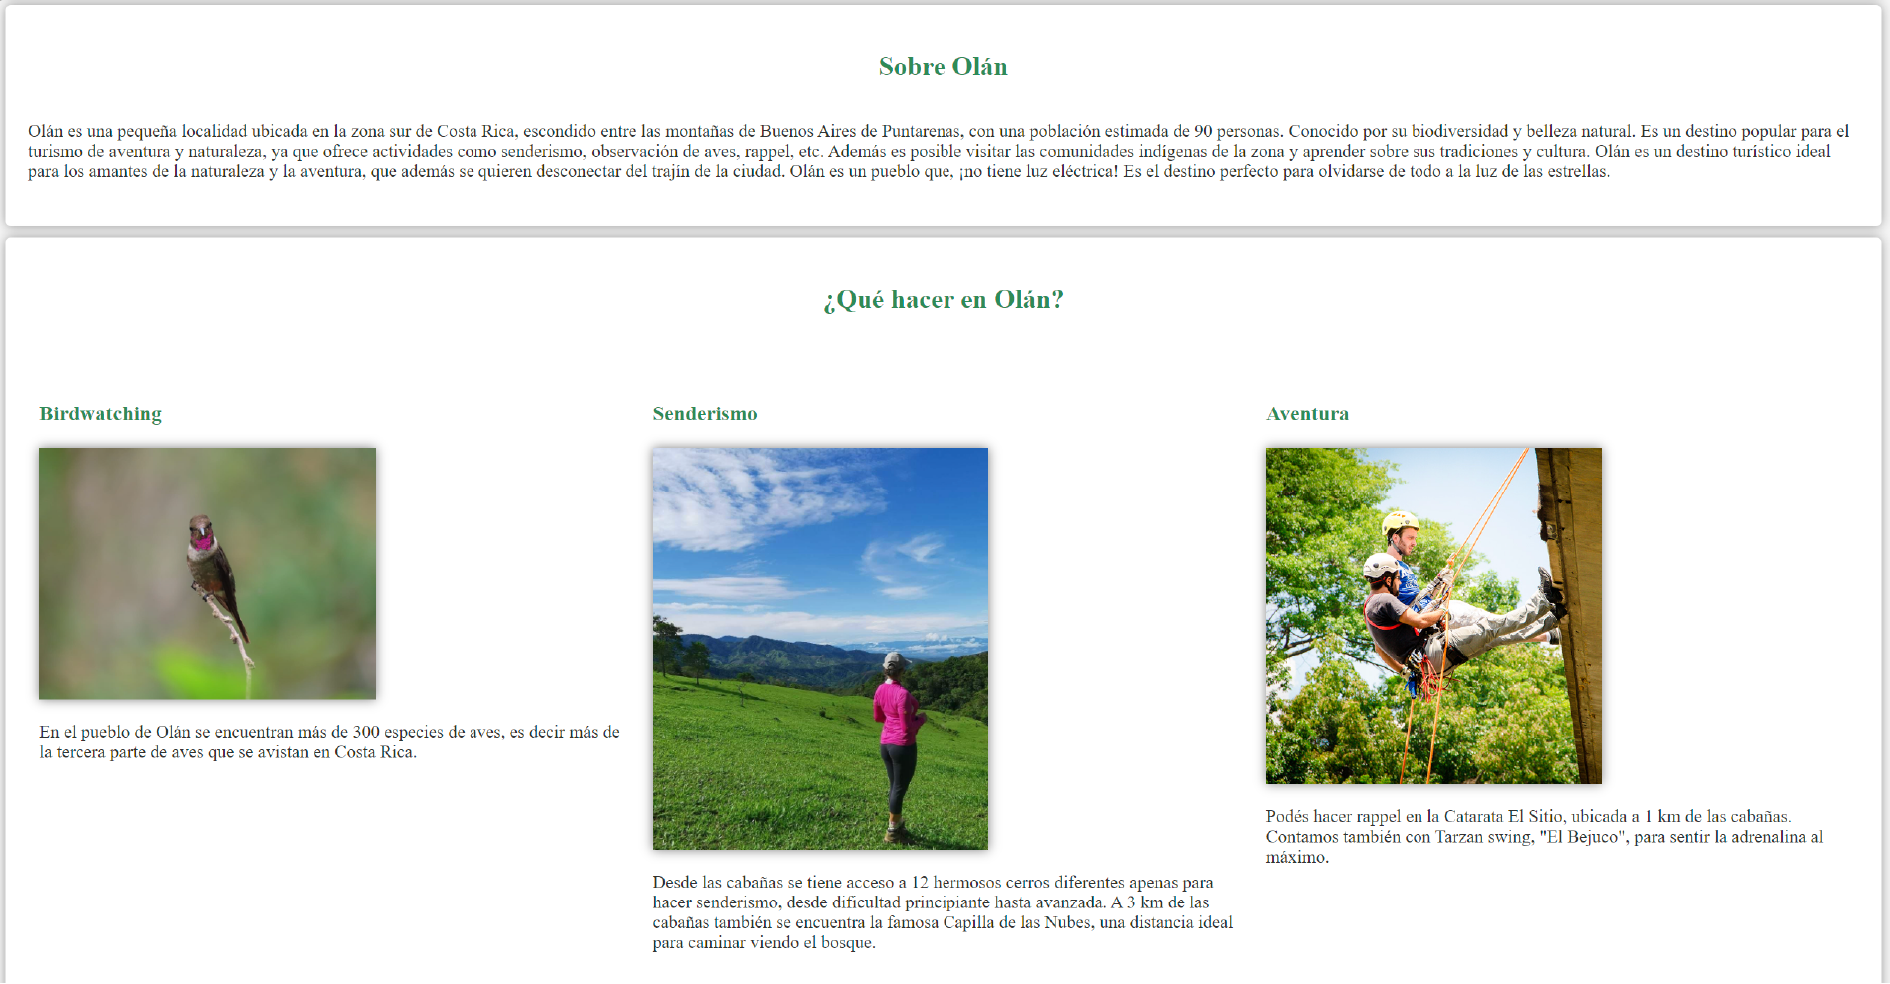 Sobre Olán
Olán es una pequeña localidad ubicada en la zona sur de Costa Rica, escondido entre las montañas de Buenos Aires de Puntarenas, con una población estimada de 90 personas. Conocido por su biodiversidad y belleza natural. Es un destino popular para el
turismo de aventura y naturaleza, ya que ofrece actividades como senderismo, observación de aves, rappel, etc. Además es posible visitar las comunidades indígenas de la zona y aprender sobre sus tradiciones y cultura. Olán es un destino turístico ideal
para los amantes de la naturaleza y la aventura, que además se quieren desconectar del trajín de la ciudad. Olán es un pueblo que, ¡no tiene luz eléctrica! Es el destino perfecto para olvidarse de todo a la luz de las estrellas.
¿Qué hacer en Olán?
Birdwatching
En el pueblo de Olán se encuentran más de 300 especies de aves, es decir más de
la tercera parte de aves que se avistan en Costa Rica.
Senderismo
Desde las cabañas se tiene acceso a 12 hermosos cerros diferentes apenas para
hacer senderismo, desde dificultad principiante hasta avanzada. A 3 km de las
cabañas también se encuentra la famosa Capilla de las Nubes, una distancia ideal
para caminar viendo el bosque.
Aventura
Podés hacer rappel en la Catarata El Sitio, ubicada a 1 km de las cabañas.
Contamos también con Tarzan swing, "El Bejuco", para sentir la adrenalina al
máximo.